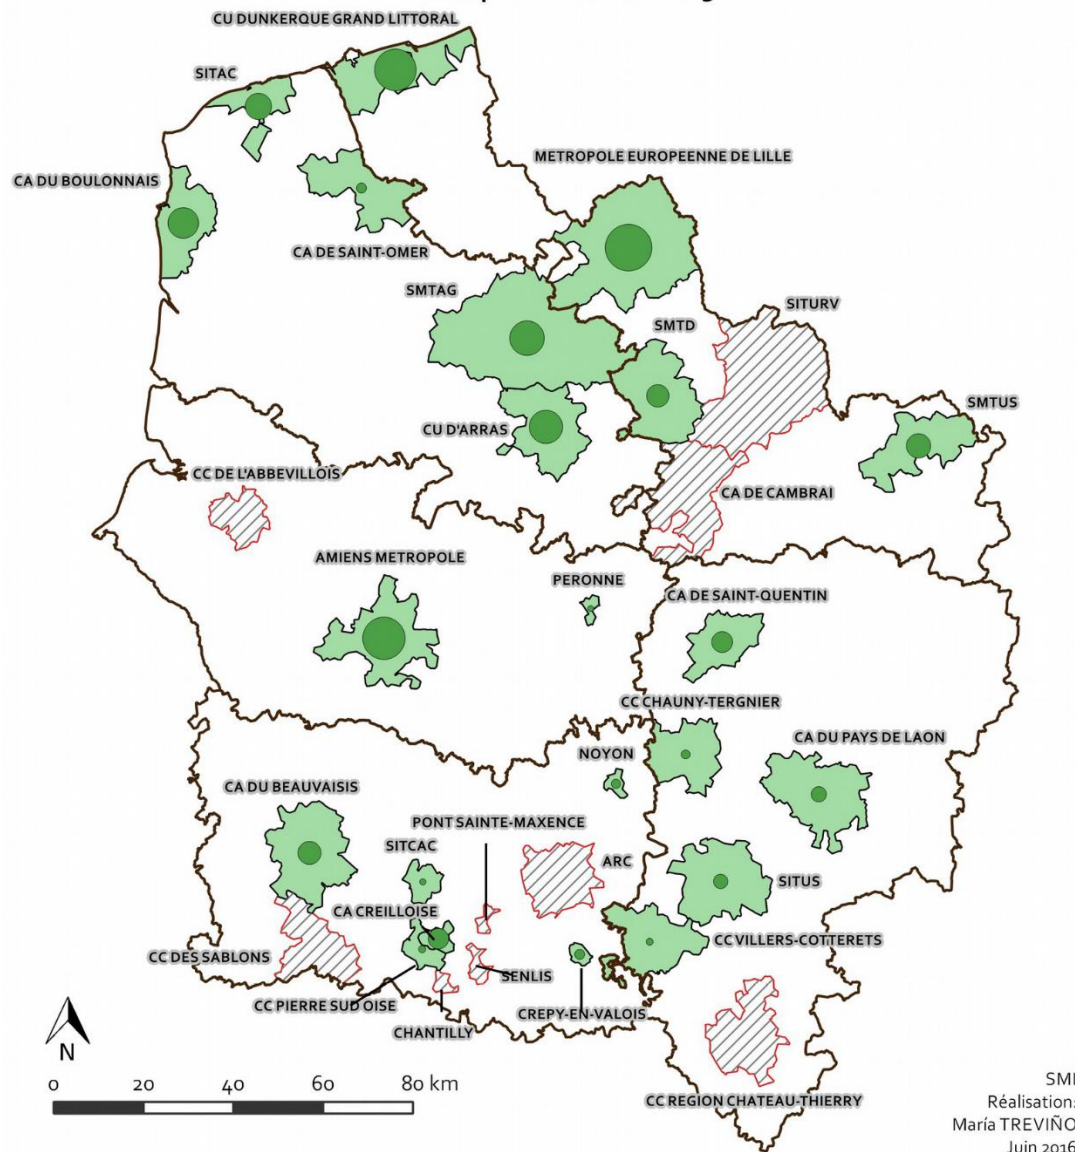 CU DUNKERQUE GRAND LITTORAL
SITAC
METROPOLE EUROPEENNE DE LILLE
CA DU BOULONNAIS
CA DE SAINT-OMER
SMTAG
SITURV
SMTD
SMTUS
CU D'ARRAS
CC DE L'ABBEVILLOIS
CA DE CAMBRAI
AMIENS METROPOLE
PERONNE
CA DE SAINT-QUENTIN
CC CHAUNY-TERGNIER
CA DU PAYS DE LAON
NOYON
CA DU BEAUVAISIS
PONT SAINTE-MAXENCE
SITCAC
ARC
SITUS
CA CREILLOISE
CC VILLERS-COTTERETS
CC DES SABLONS
SENLIS
CC PIERRE SUD OISE
CREPY-EN-VALOIS
CHANTILLY
N
0 20 40 60 80 km
CC REGION CHATEAU-THIERRY
Réalisation:
María TREVIÑO
Juin 2016